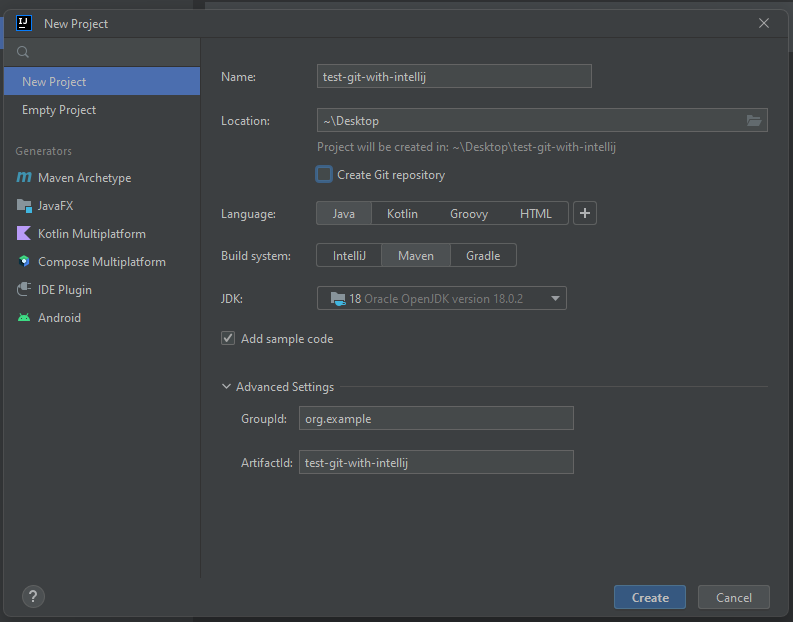 IJ New Project
New Project
Empty Project
Generators
m Maven Archetype
JavaFX
Kotlin Multiplatform
Compose Multiplatform
IDE Plugin
Android
Name: test-git-with-intellij
Location: ~\Desktop
Project will be created in: ~\Desktop\test-git-with-intellij
Create Git repository
Language: Java Kotlin Groovy HTML +
Build system: IntelliJ Maven Gradle
JDK: 18 Oracle OpenJDK version 18.0.2
Add sample code
Advanced Settings
GroupId: org.example
ArtifactId: test-git-with-intellij
? Create Cancel